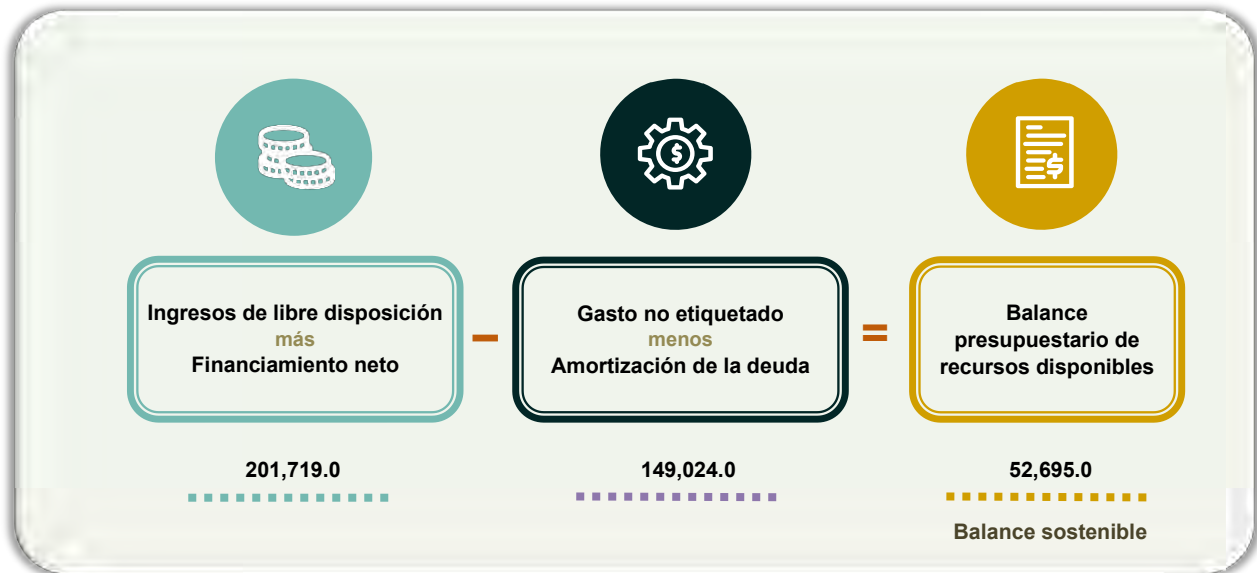 Ingresos de libre disposición
más
Financiamiento neto
–
Gasto no etiquetado
menos
Amortización de la deuda
=
Balance
presupuestario de
recursos disponibles
201,719.0
149,024.0
52,695.0
Balance sostenible